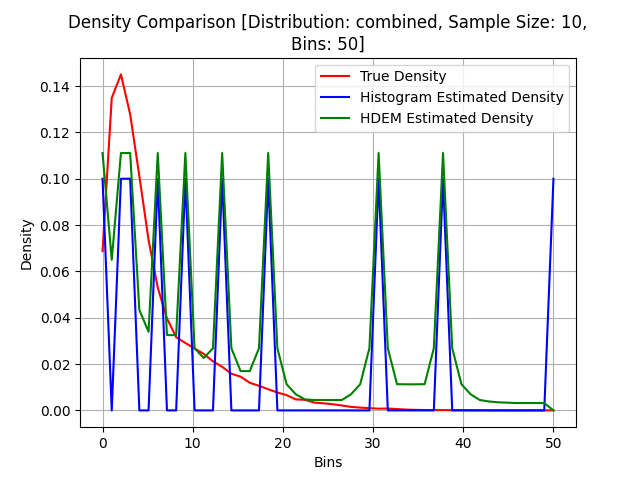 Density Comparison [Distribution: combined, Sample Size: 10,
Bins: 50]
True Density
Histogram Estimated Density
HDEM Estimated Density
Density
0.14
0.12
0.10
0.08
0.06
0.04
0.02
0.00
0 10 20 30 40 50
Bins